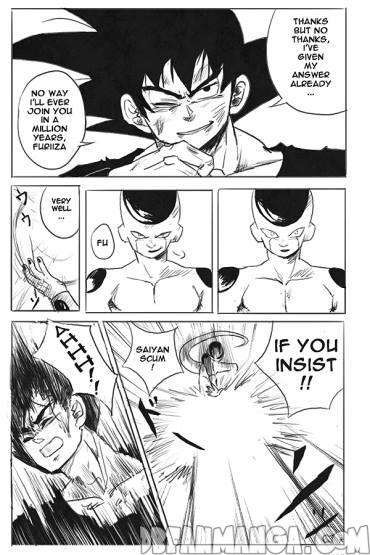 THANKS
BUT NO
THANKS,
I'VE
GIVEN
MY
ANSWER
ALREADY
...
NO WAY
I'LL EVER
JOIN YOU
IN A
MILLION
YEARS,
FURIIZA
VERY
WELL
...
FU
IF YOU
INSIST
!!
SAIYAN
SCUM
!
AHHH!!
DBFANMANGA.COM